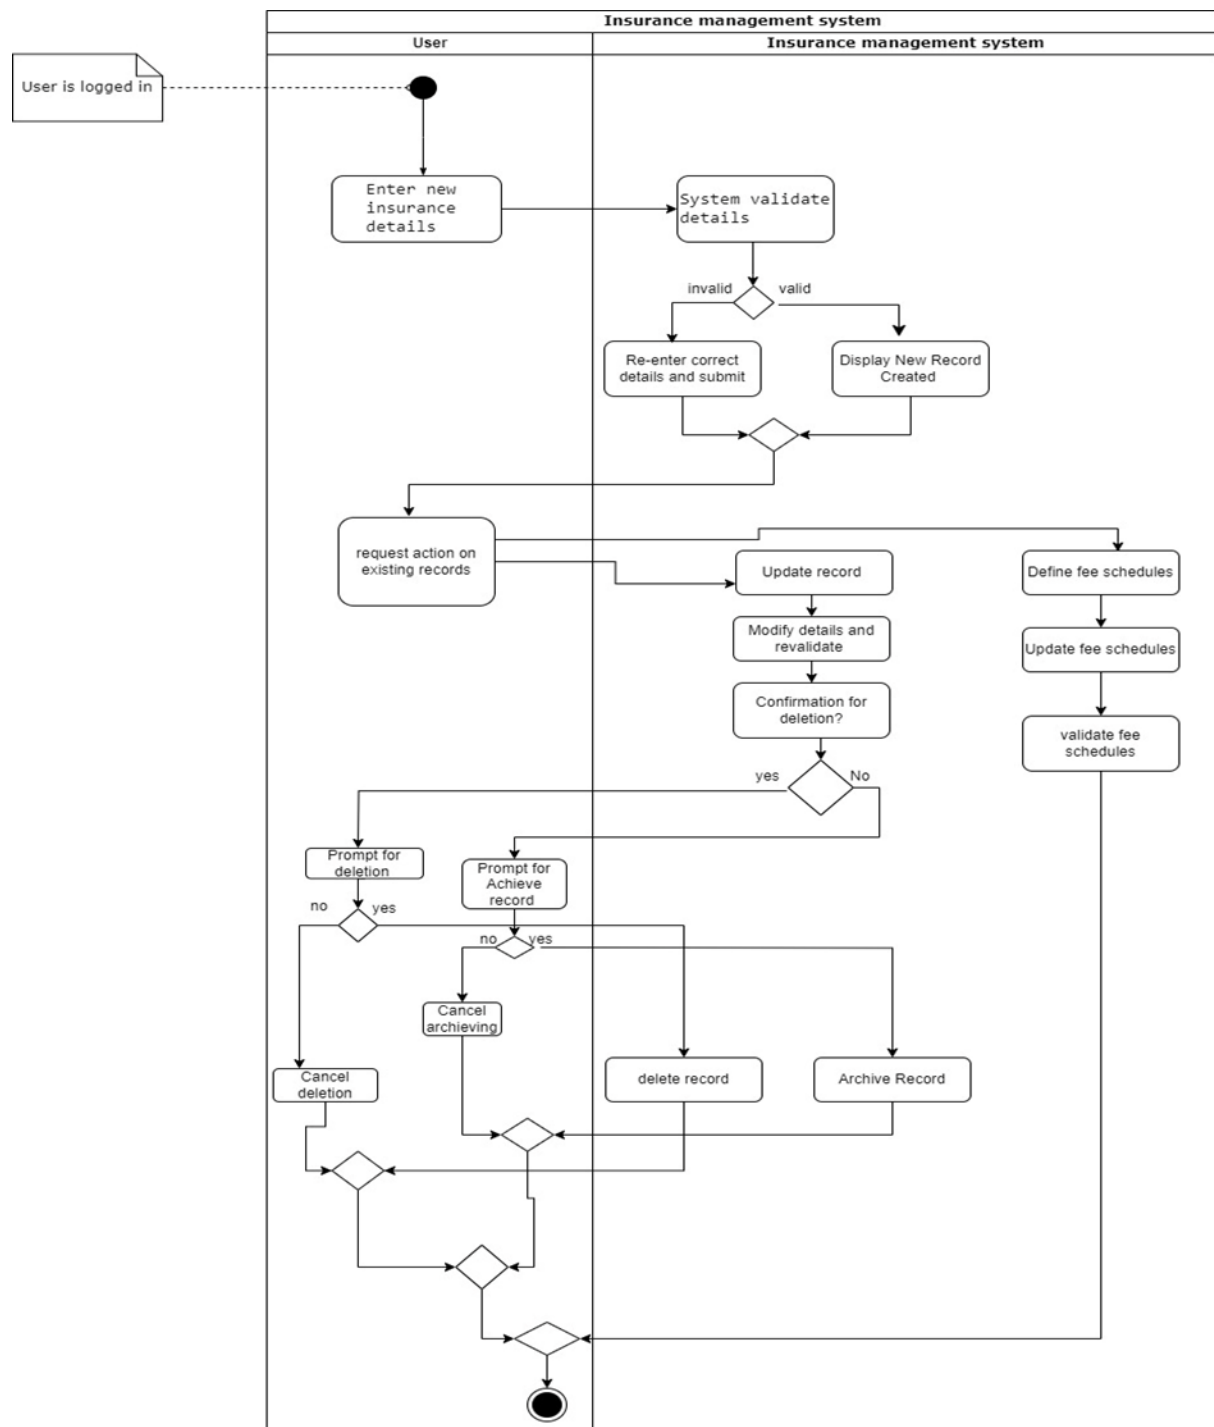 Insurance management system
User
Insurance management system
User is logged in
Enter new
insurance
details
System validate
details
invalid
valid
Re-enter correct
details and submit
Display New Record
Created
request action on
existing records
Update record
Define fee schedules
Modify details and
revalidate
Update fee schedules
Confirmation for
deletion?
validate fee
schedules
yes
No
Prompt for
deletion
Prompt for
Achieve
record
no
yes
no
yes
Cancel
archieving
Cancel
deletion
delete record
Archive Record